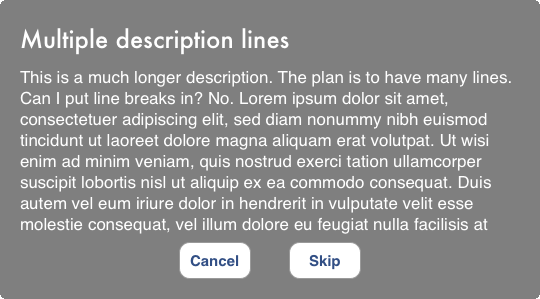 Multiple description lines
This is a much longer description. The plan is to have many lines.
Can I put line breaks in? No. Lorem ipsum dolor sit amet,
consectetuer adipiscing elit, sed diam nonummy nibh euismod
tincidunt ut laoreet dolore magna aliquam erat volutpat. Ut wisi
enim ad minim veniam, quis nostrud exerci tation ullamcorper
suscipit lobortis nisl ut aliquip ex ea commodo consequat. Duis
autem vel eum iriure dolor in hendrerit in vulputate velit esse
molestie consequat, vel illum dolore eu feugiat nulla facilisis at
Cancel Skip